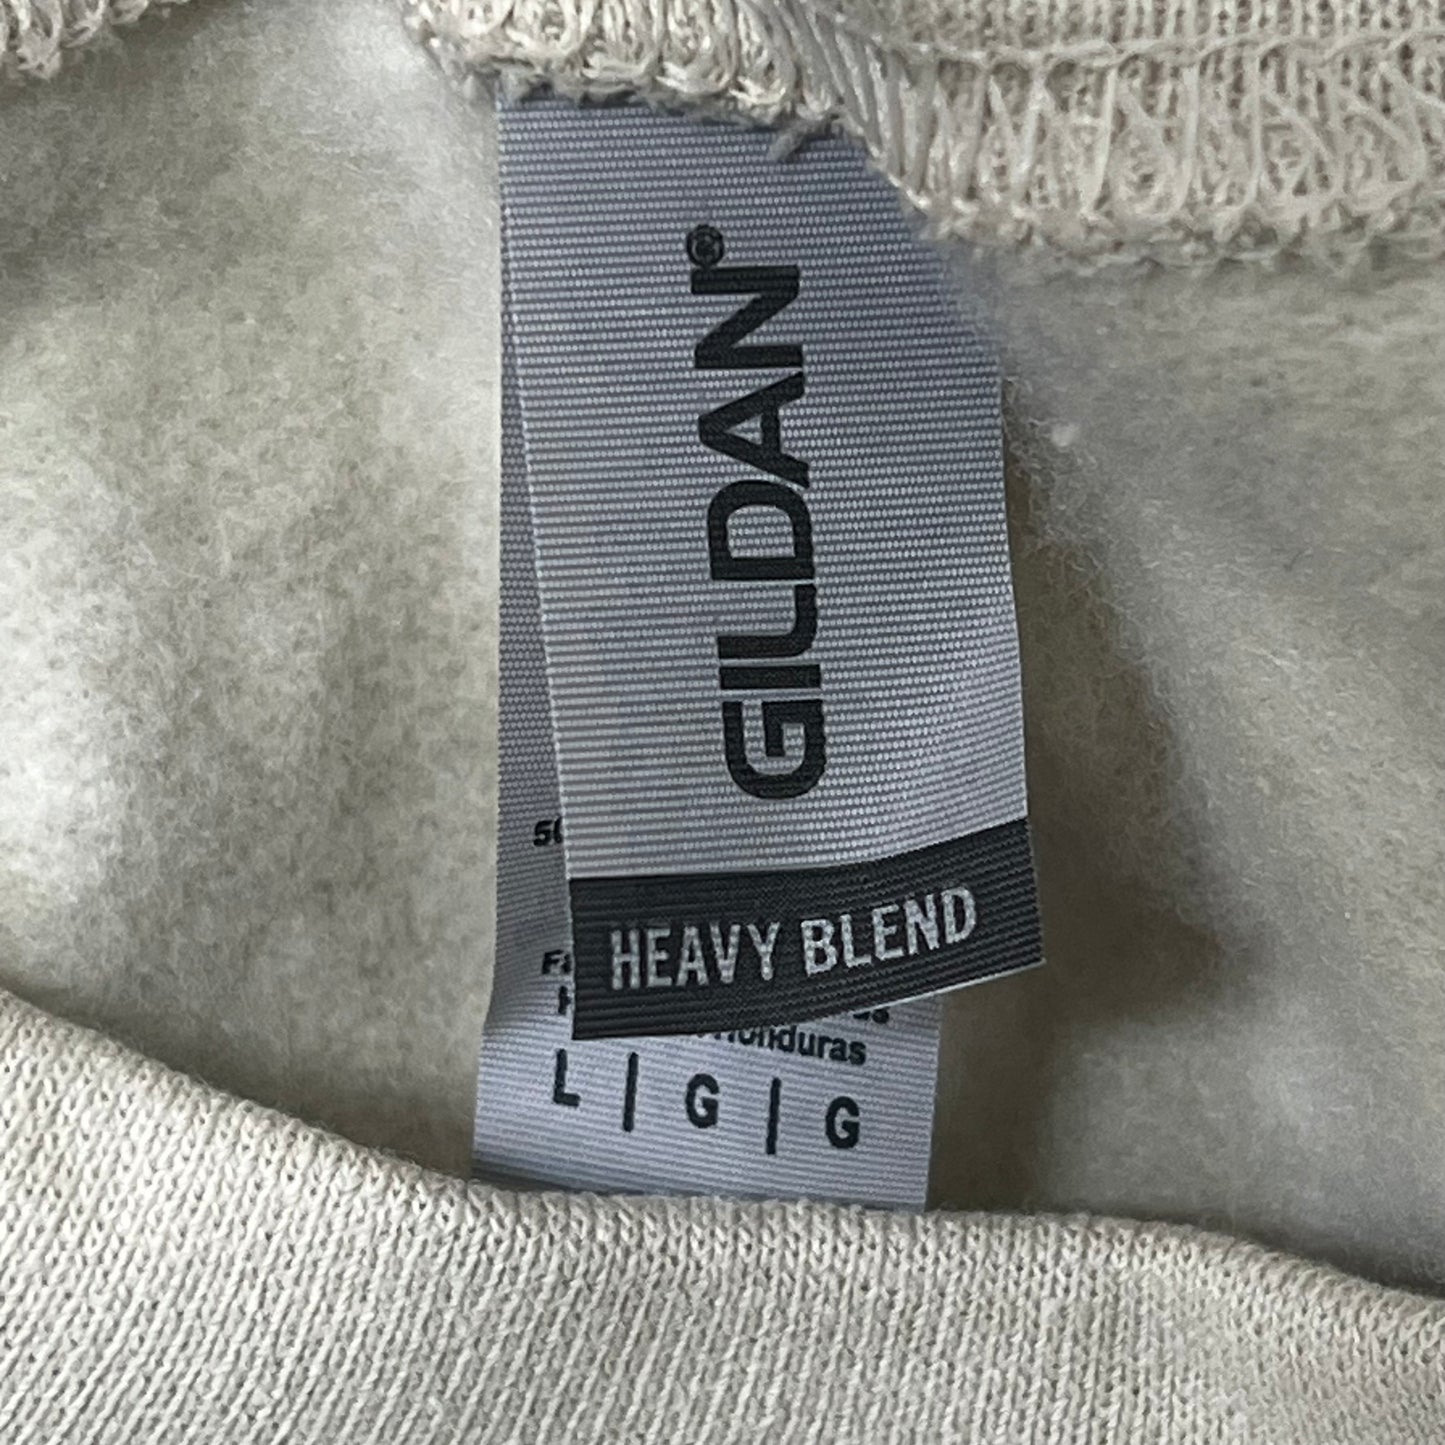 GILDAN®
HEAVY BLEND
Honduras
L | G | G